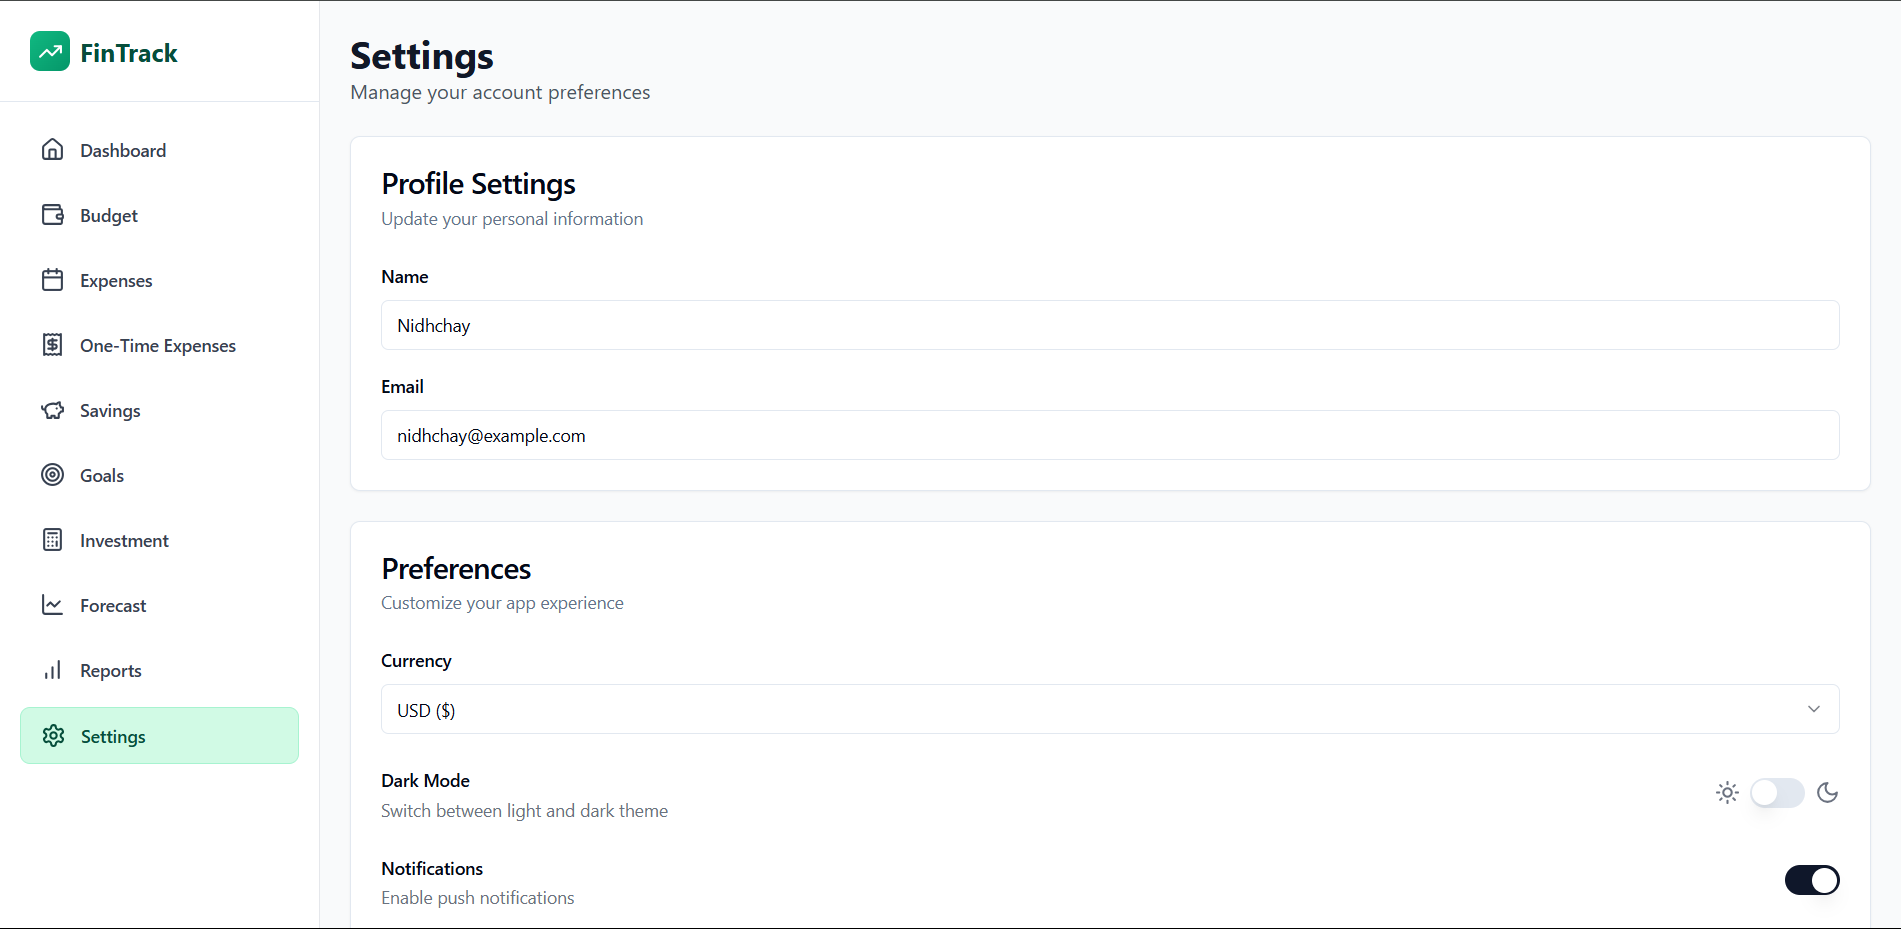 FinTrack
Dashboard
Budget
Expenses
One-Time Expenses
Savings
Goals
Investment
Forecast
Reports
Settings
Settings
Manage your account preferences
Profile Settings
Update your personal information
Name
Nidhchay
Email
nidhchay@example.com
Preferences
Customize your app experience
Currency
USD ($)
Dark Mode
Switch between light and dark theme
Notifications
Enable push notifications